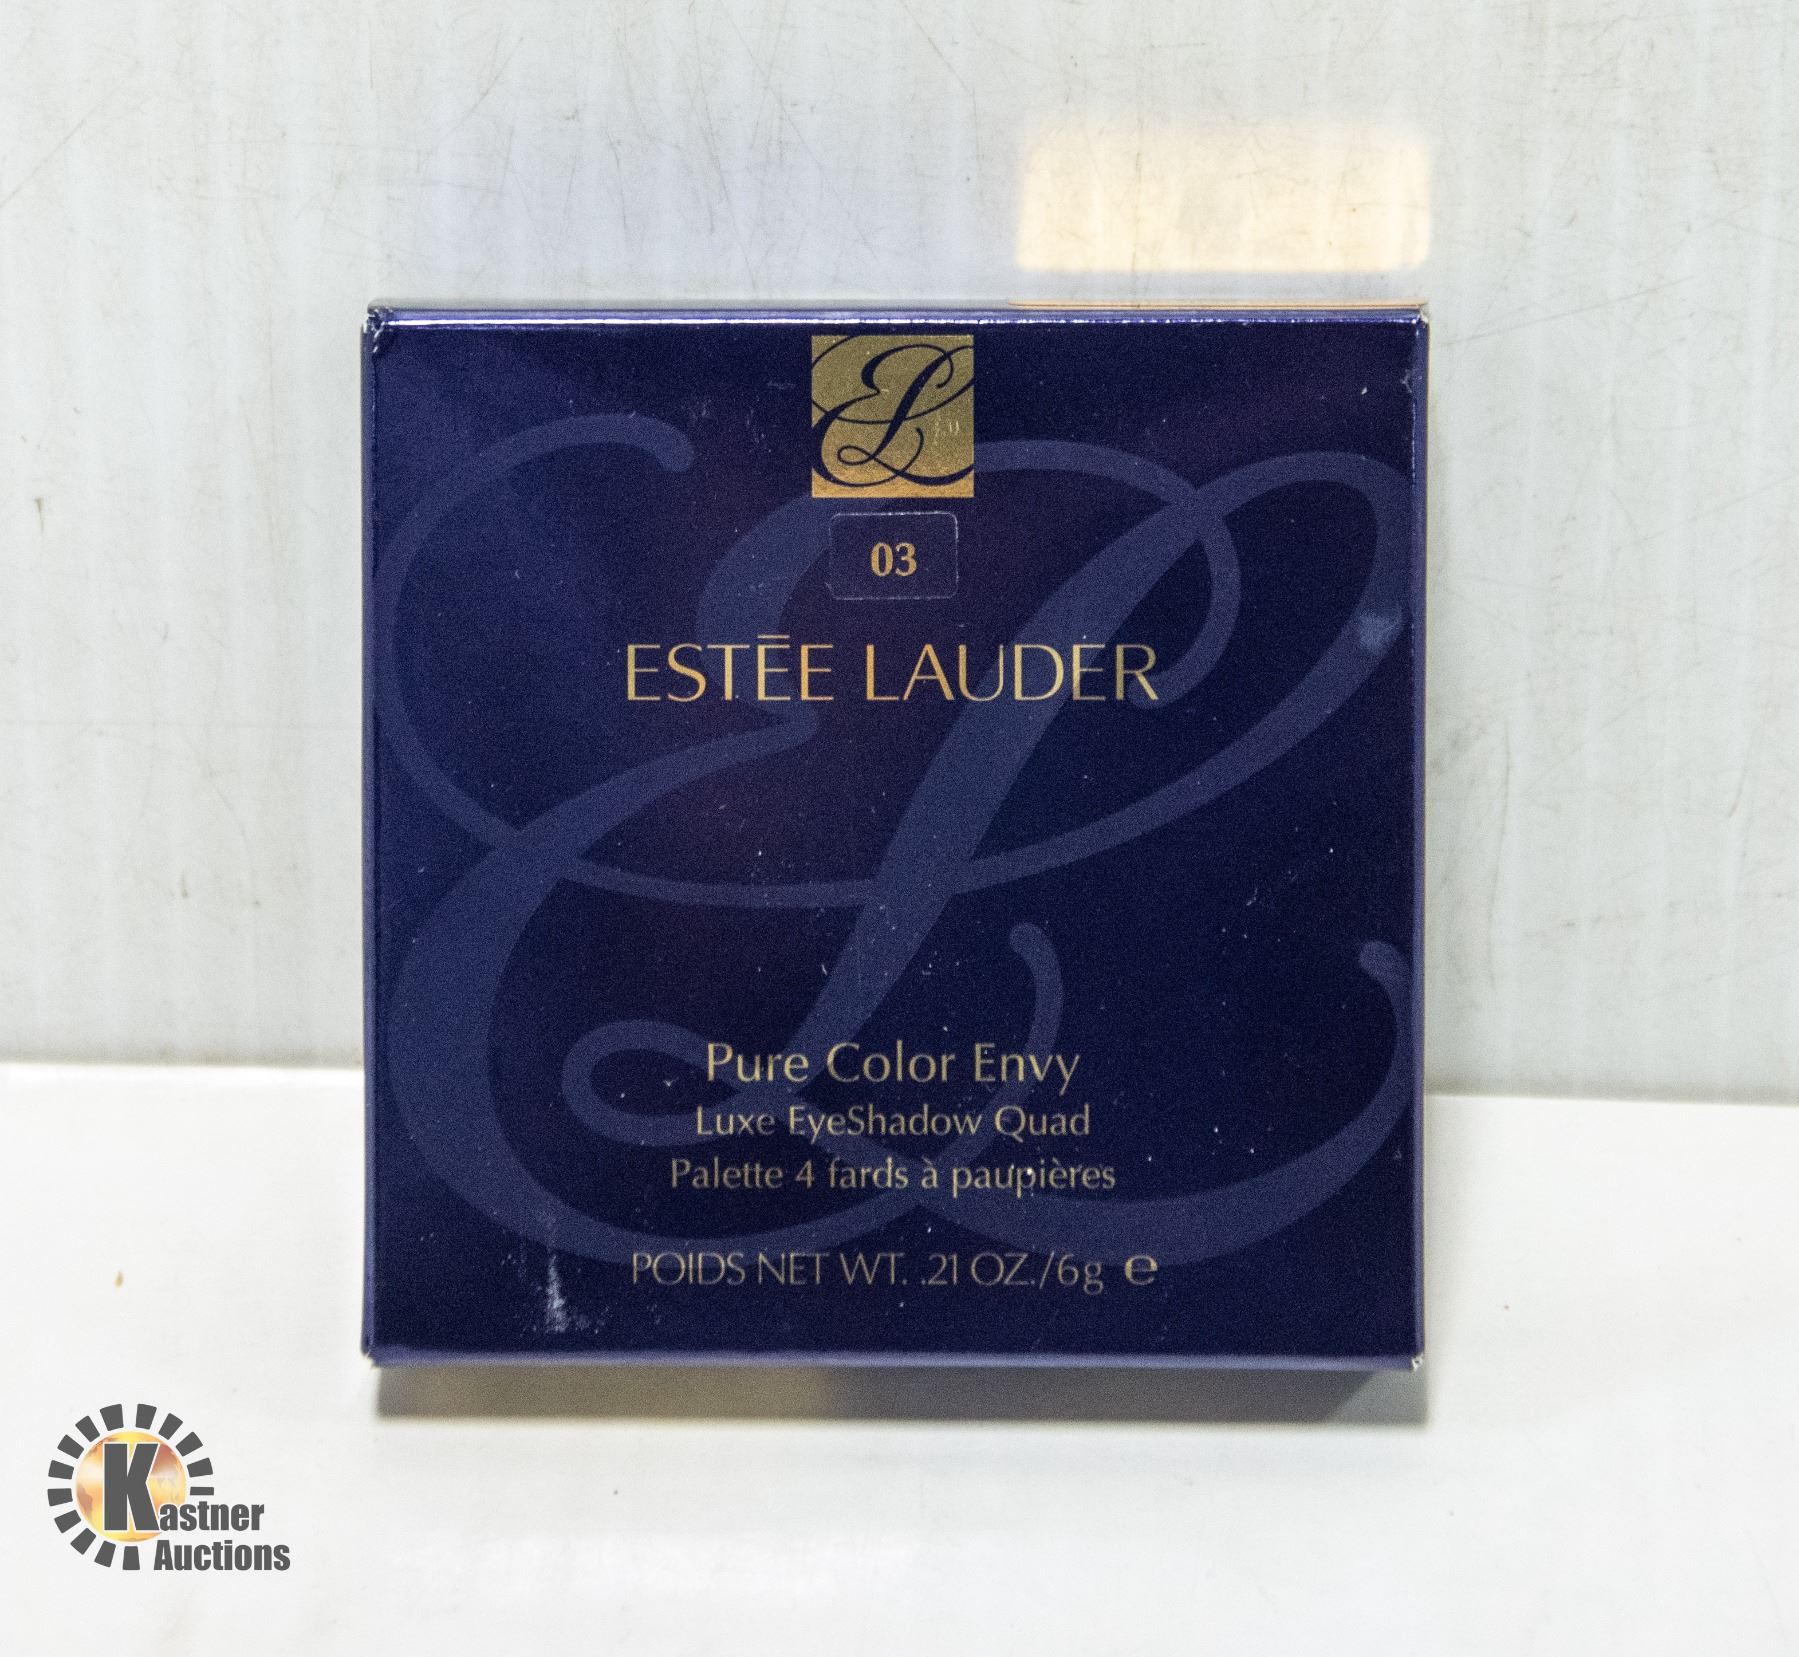 EL
03
ESTĒE LAUDER
Pure Color Envy
Luxe EyeShadow Quad
Palette 4 fards à paupières
POIDS NET WT. .21 OZ./6g ℮
Kastner
Auctions